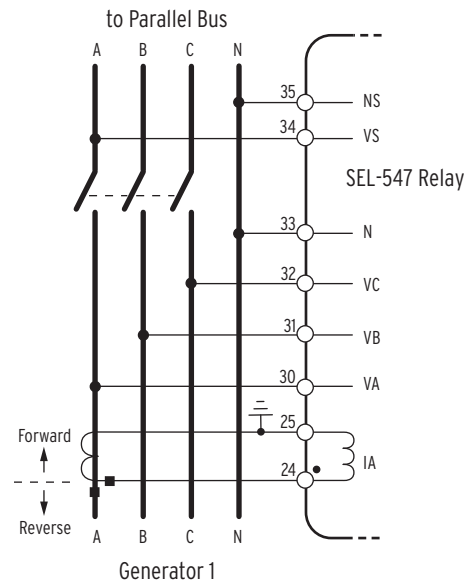 to Parallel Bus
A B C N
35 NS
34 VS
SEL-547 Relay
33 N
32 VC
31 VB
30 VA
25
Forward
24 IA
Reverse
A B C N
Generator 1